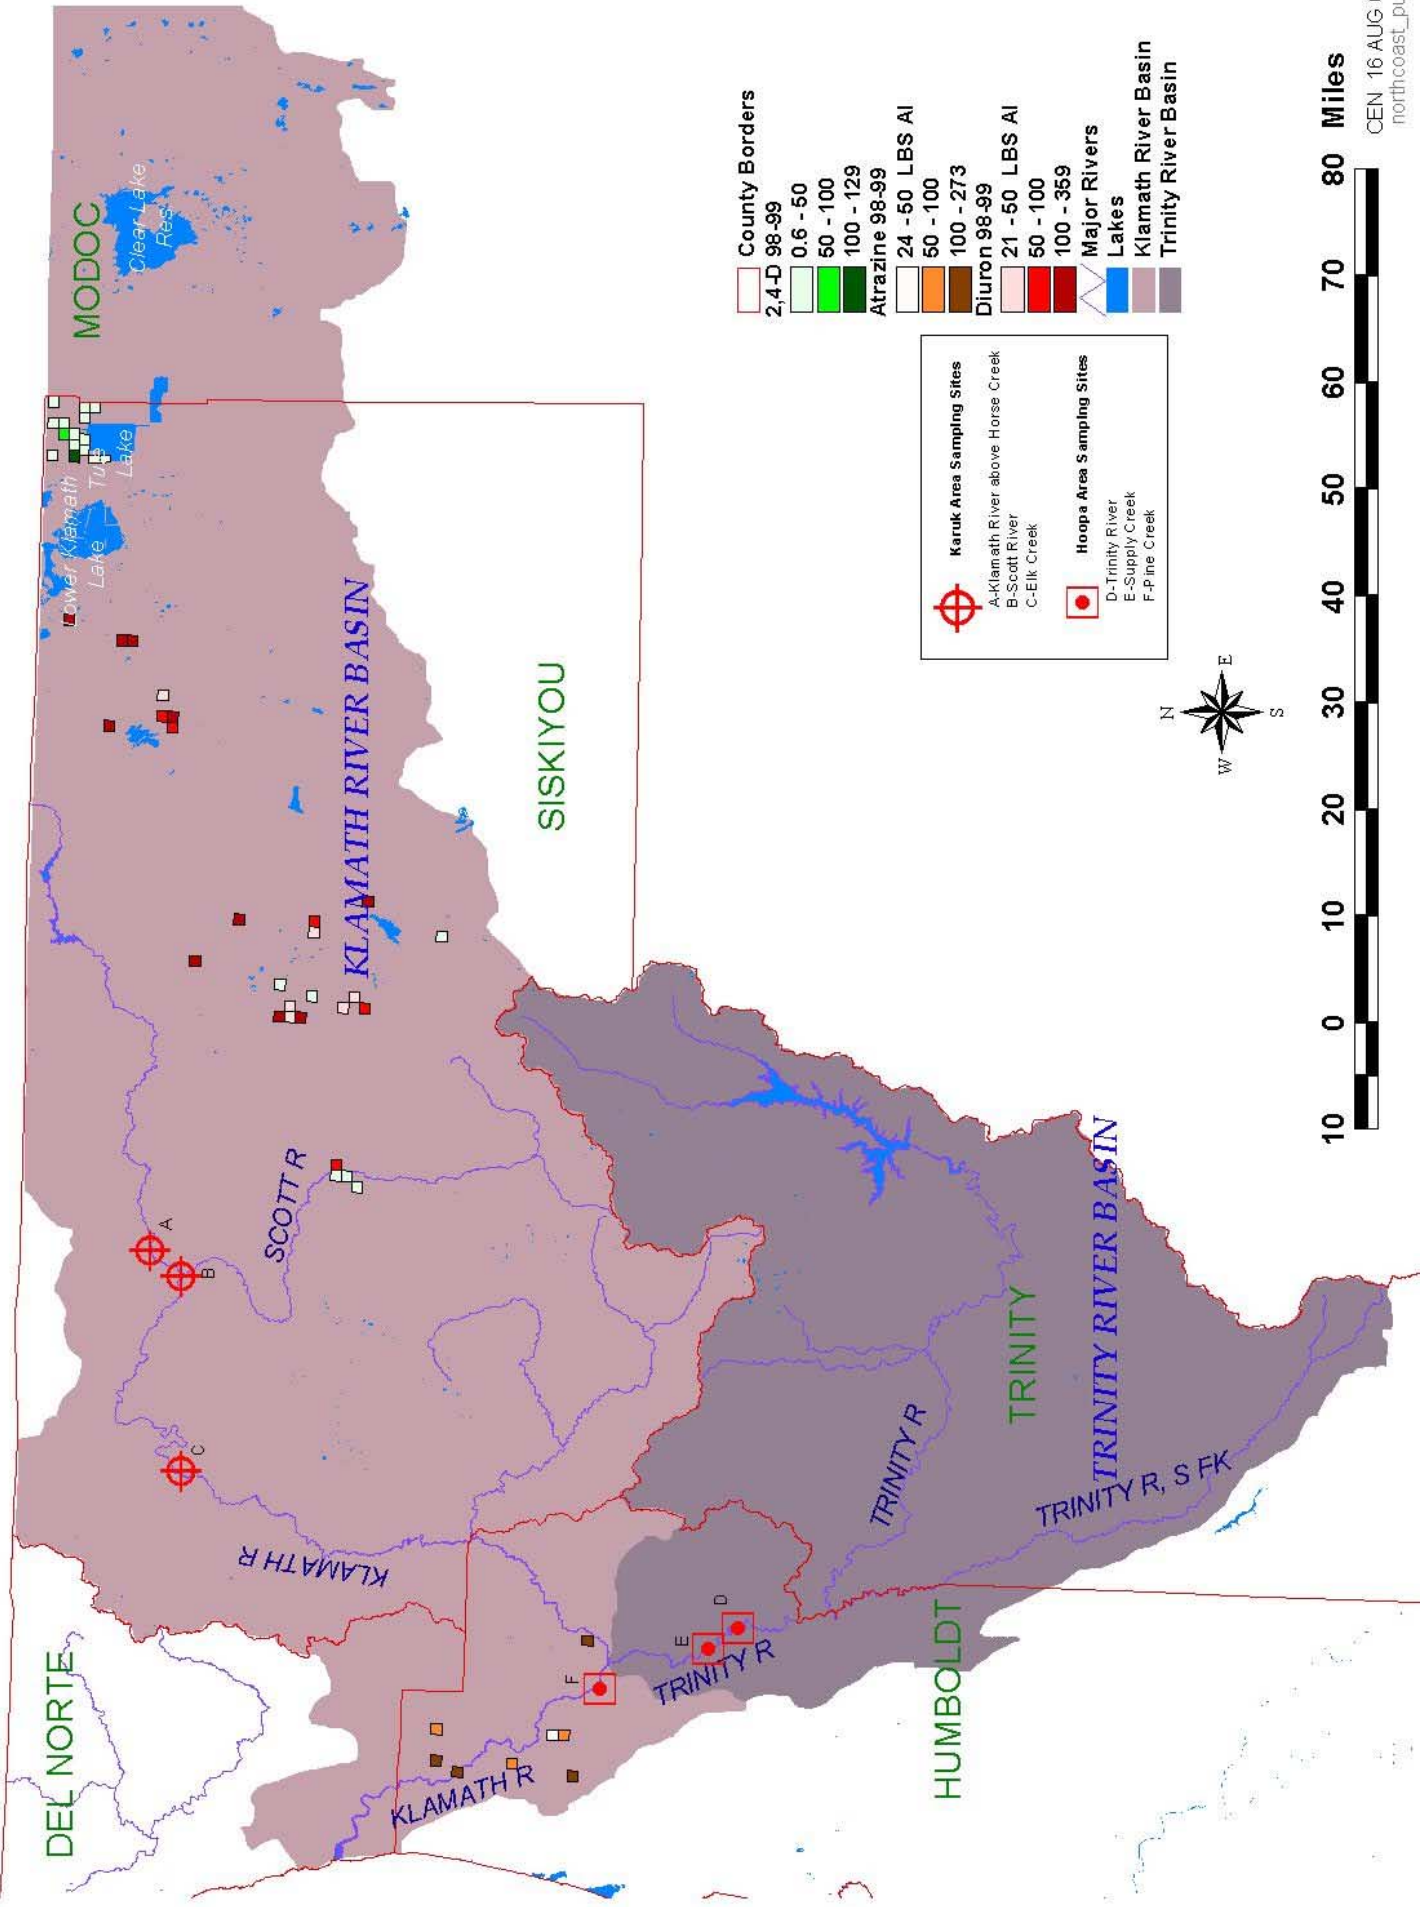 DEL NORTE
MODOC
Clear Lake
Res
Lower Klamath
Lake
Tule
Lake
KLAMATH RIVER BASIN
SISKIYOU
SCOTT R
A
B
C
KLAMATH R
KLAMATH R
F
E
D
TRINITY R
TRINITY R
TRINITY R, S FK
TRINITY
TRINITY RIVER BASIN
HUMBOLDT
County Borders
2,4-D 98-99
0.6 - 50
50 - 100
100 - 129
Atrazine 98-99
24 - 50 LBS AI
50 - 100
100 - 273
Diuron 98-99
21 - 50 LBS AI
50 - 100
100 - 359
Major Rivers
Lakes
Klamath River Basin
Trinity River Basin
Karuk Area Sampling Sites
A-Klamath River above Horse Creek
B-Scott River
C-Elk Creek
Hoopa Area Sampling Sites
D-Trinity River
E-Supply Creek
F-Pine Creek
N
W E
S
10 0 10 20 30 40 50 60 70 80 Miles
CEN 16 AUG